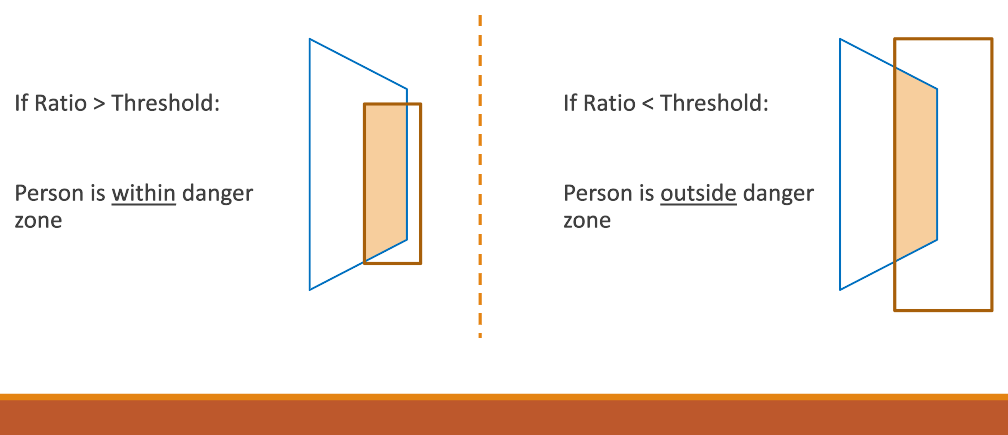 If Ratio > Threshold:
Person is within danger
zone
If Ratio < Threshold:
Person is outside danger
zone